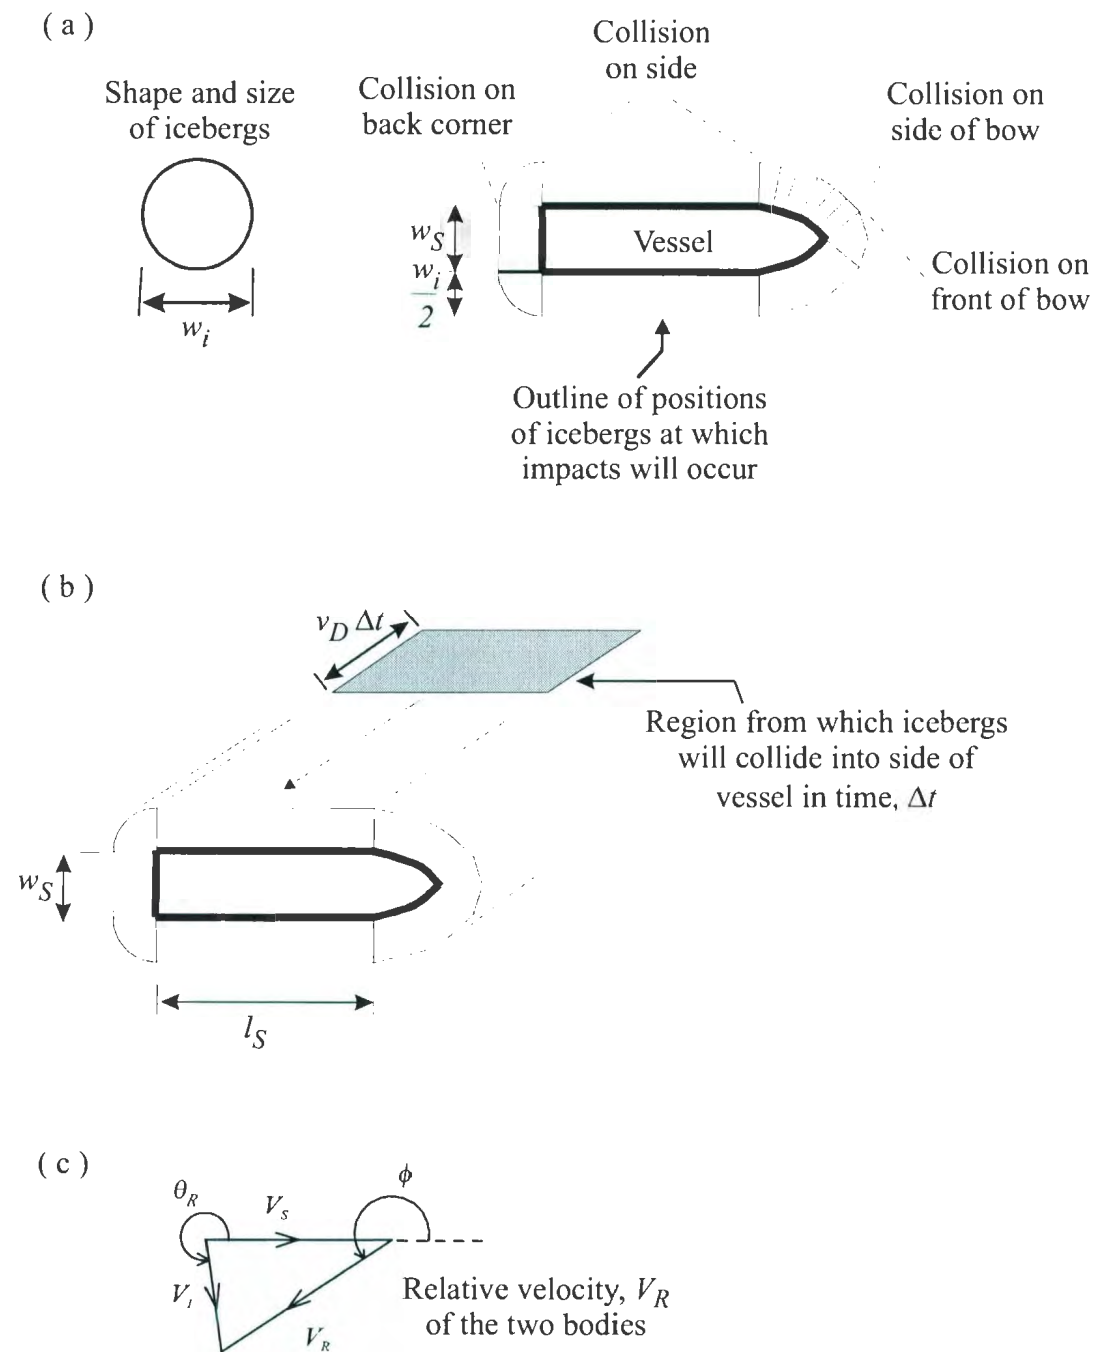 ( a )
Shape and size
of icebergs
w_i
Collision on
back corner
Collision
on side
Collision on
side of bow
w_S
w_i
2
Vessel
Collision on
front of bow
Outline of positions
of icebergs at which
impacts will occur
( b )
v_D Δt
Region from which icebergs
will collide into side of
vessel in time, Δt
w_S
l_S
( c )
θ_R
V_s
ϕ
V_I
V_R
Relative velocity, V_R
of the two bodies